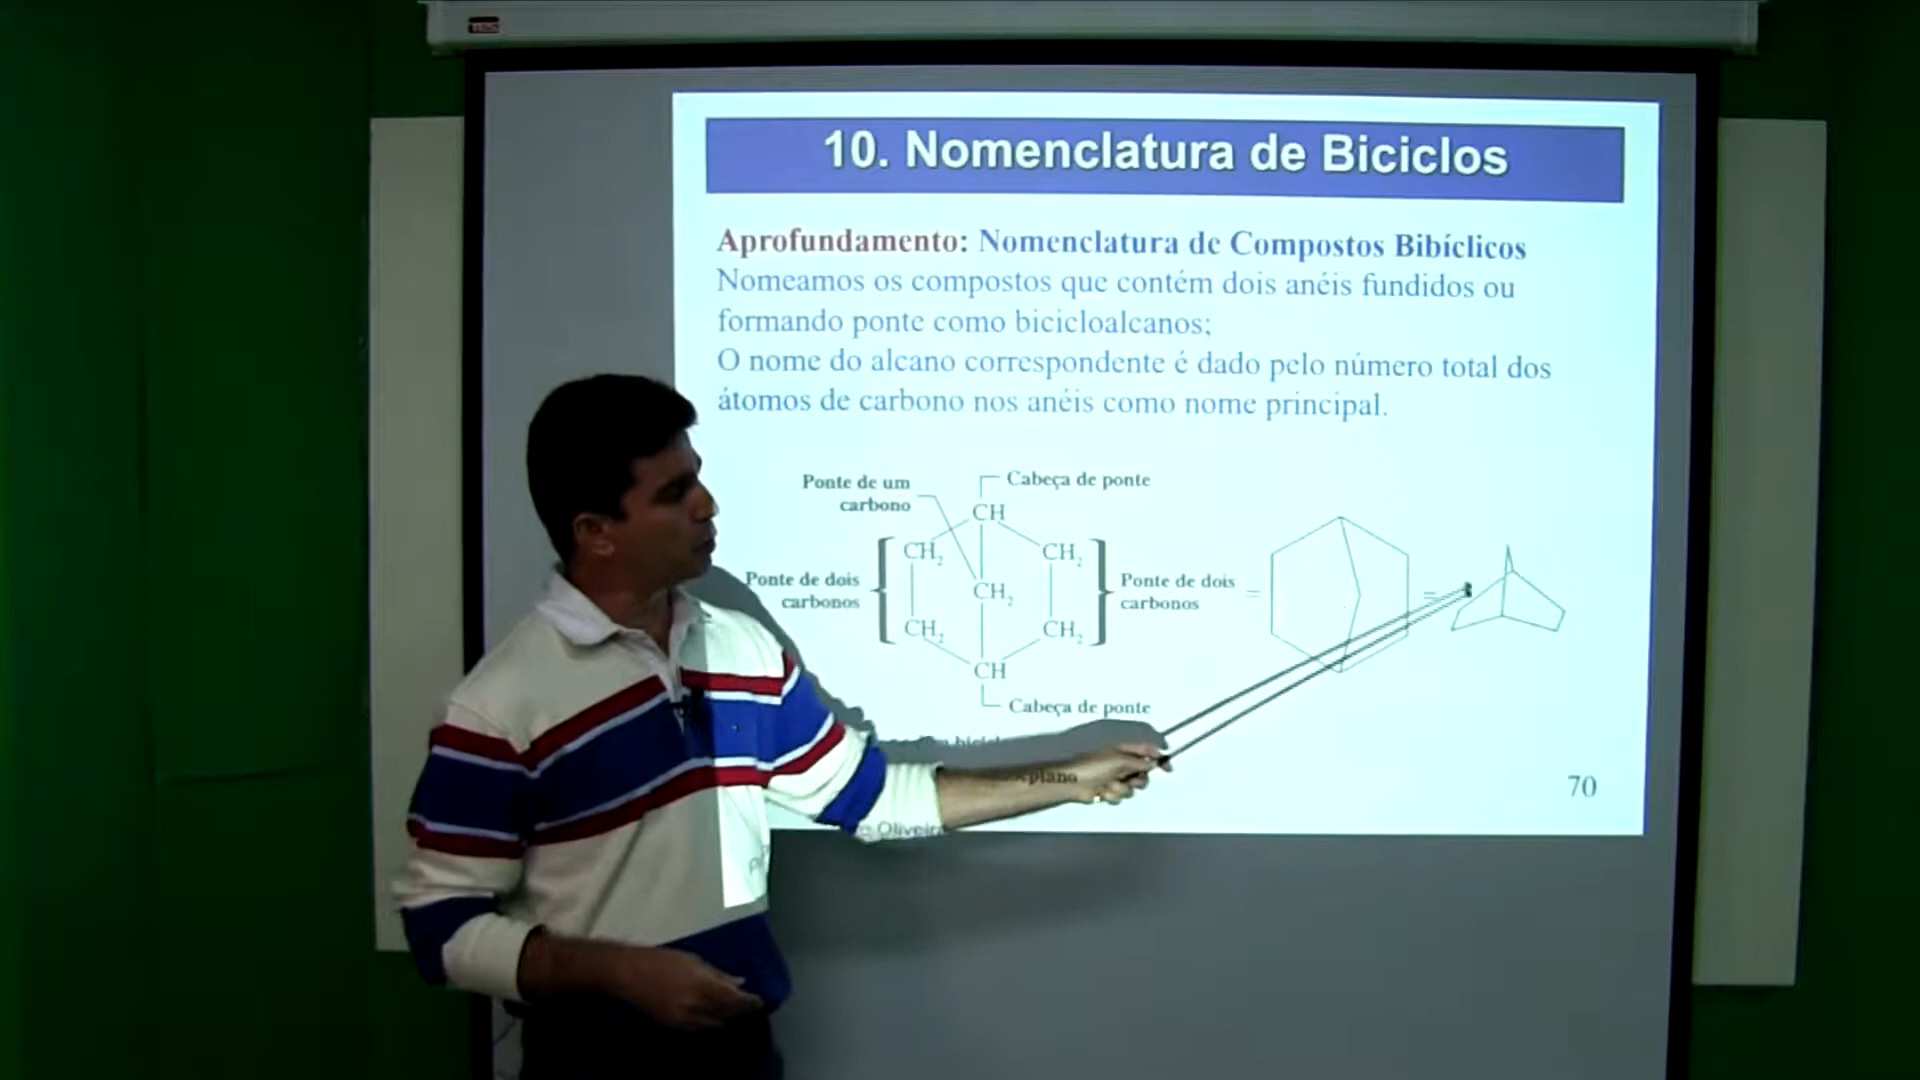 10. Nomenclatura de Biciclos
Aprofundamento: Nomenclatura de Compostos Bibíclicos
Nomeamos os compostos que contém dois anéis fundidos ou
formando ponte como bicicloalcanos;
O nome do alcano correspondente é dado pelo número total dos
átomos de carbono nos anéis como nome principal.
Ponte de um
carbono
Cabeça de ponte
CH
CH₂
CH₂
Ponte de dois
carbonos
CH₂
Ponte de dois
carbonos
=
=
CH₂
CH₂
CH
Cabeça de ponte
70
Oliveira